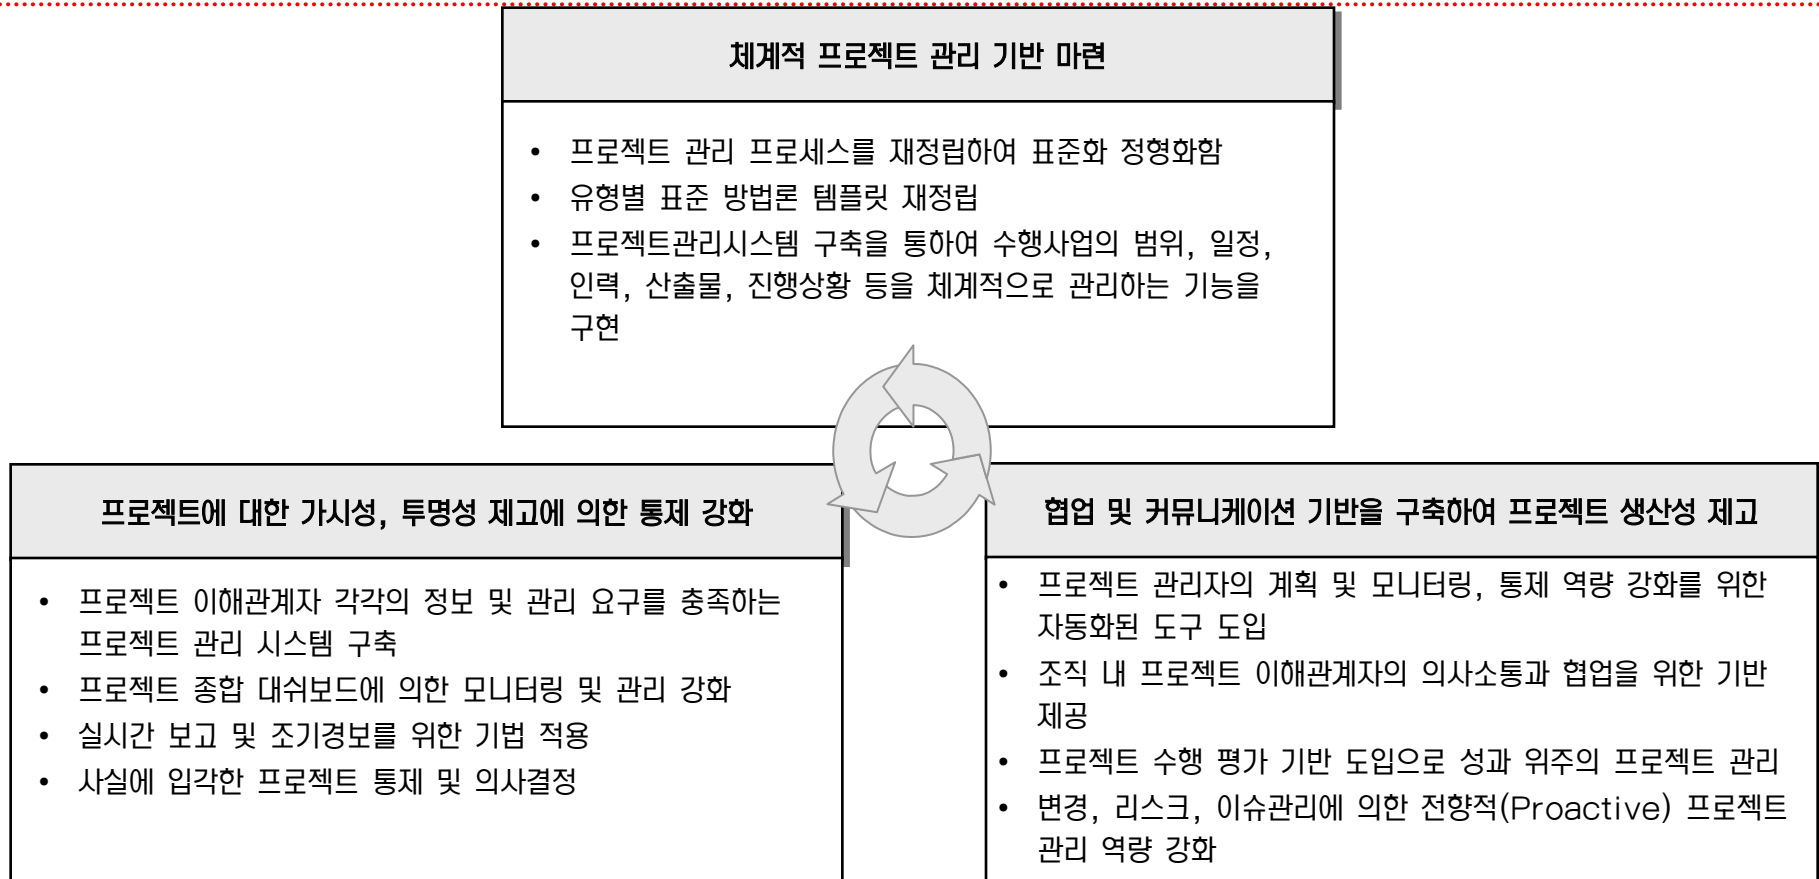 체계적 프로젝트 관리 기반 마련
• 프로젝트 관리 프로세스를 재정립하여 표준화 정형화함
• 유형별 표준 방법론 템플릿 재정립
• 프로젝트관리시스템 구축을 통하여 수행사업의 범위, 일정,
인력, 산출물, 진행상황 등을 체계적으로 관리하는 기능을
구현
프로젝트에 대한 가시성, 투명성 제고에 의한 통제 강화
• 프로젝트 이해관계자 각각의 정보 및 관리 요구를 충족하는
프로젝트 관리 시스템 구축
• 프로젝트 종합 대쉬보드에 의한 모니터링 및 관리 강화
• 실시간 보고 및 조기경보를 위한 기법 적용
• 사실에 입각한 프로젝트 통제 및 의사결정
협업 및 커뮤니케이션 기반을 구축하여 프로젝트 생산성 제고
• 프로젝트 관리자의 계획 및 모니터링, 통제 역량 강화를 위한
자동화된 도구 도입
• 조직 내 프로젝트 이해관계자의 의사소통과 협업을 위한 기반
제공
• 프로젝트 수행 평가 기반 도입으로 성과 위주의 프로젝트 관리
• 변경, 리스크, 이슈관리에 의한 전향적(Proactive) 프로젝트
관리 역량 강화